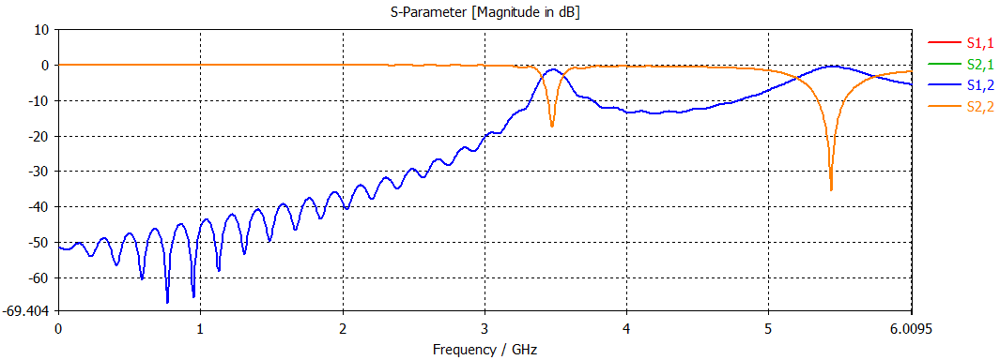 S-Parameter [Magnitude in dB]
10
0
-10
-20
-30
-40
-50
-60
-69.404
0 1 2 3 4 5 6.0095
Frequency / GHz
S1,1
S2,1
S1,2
S2,2